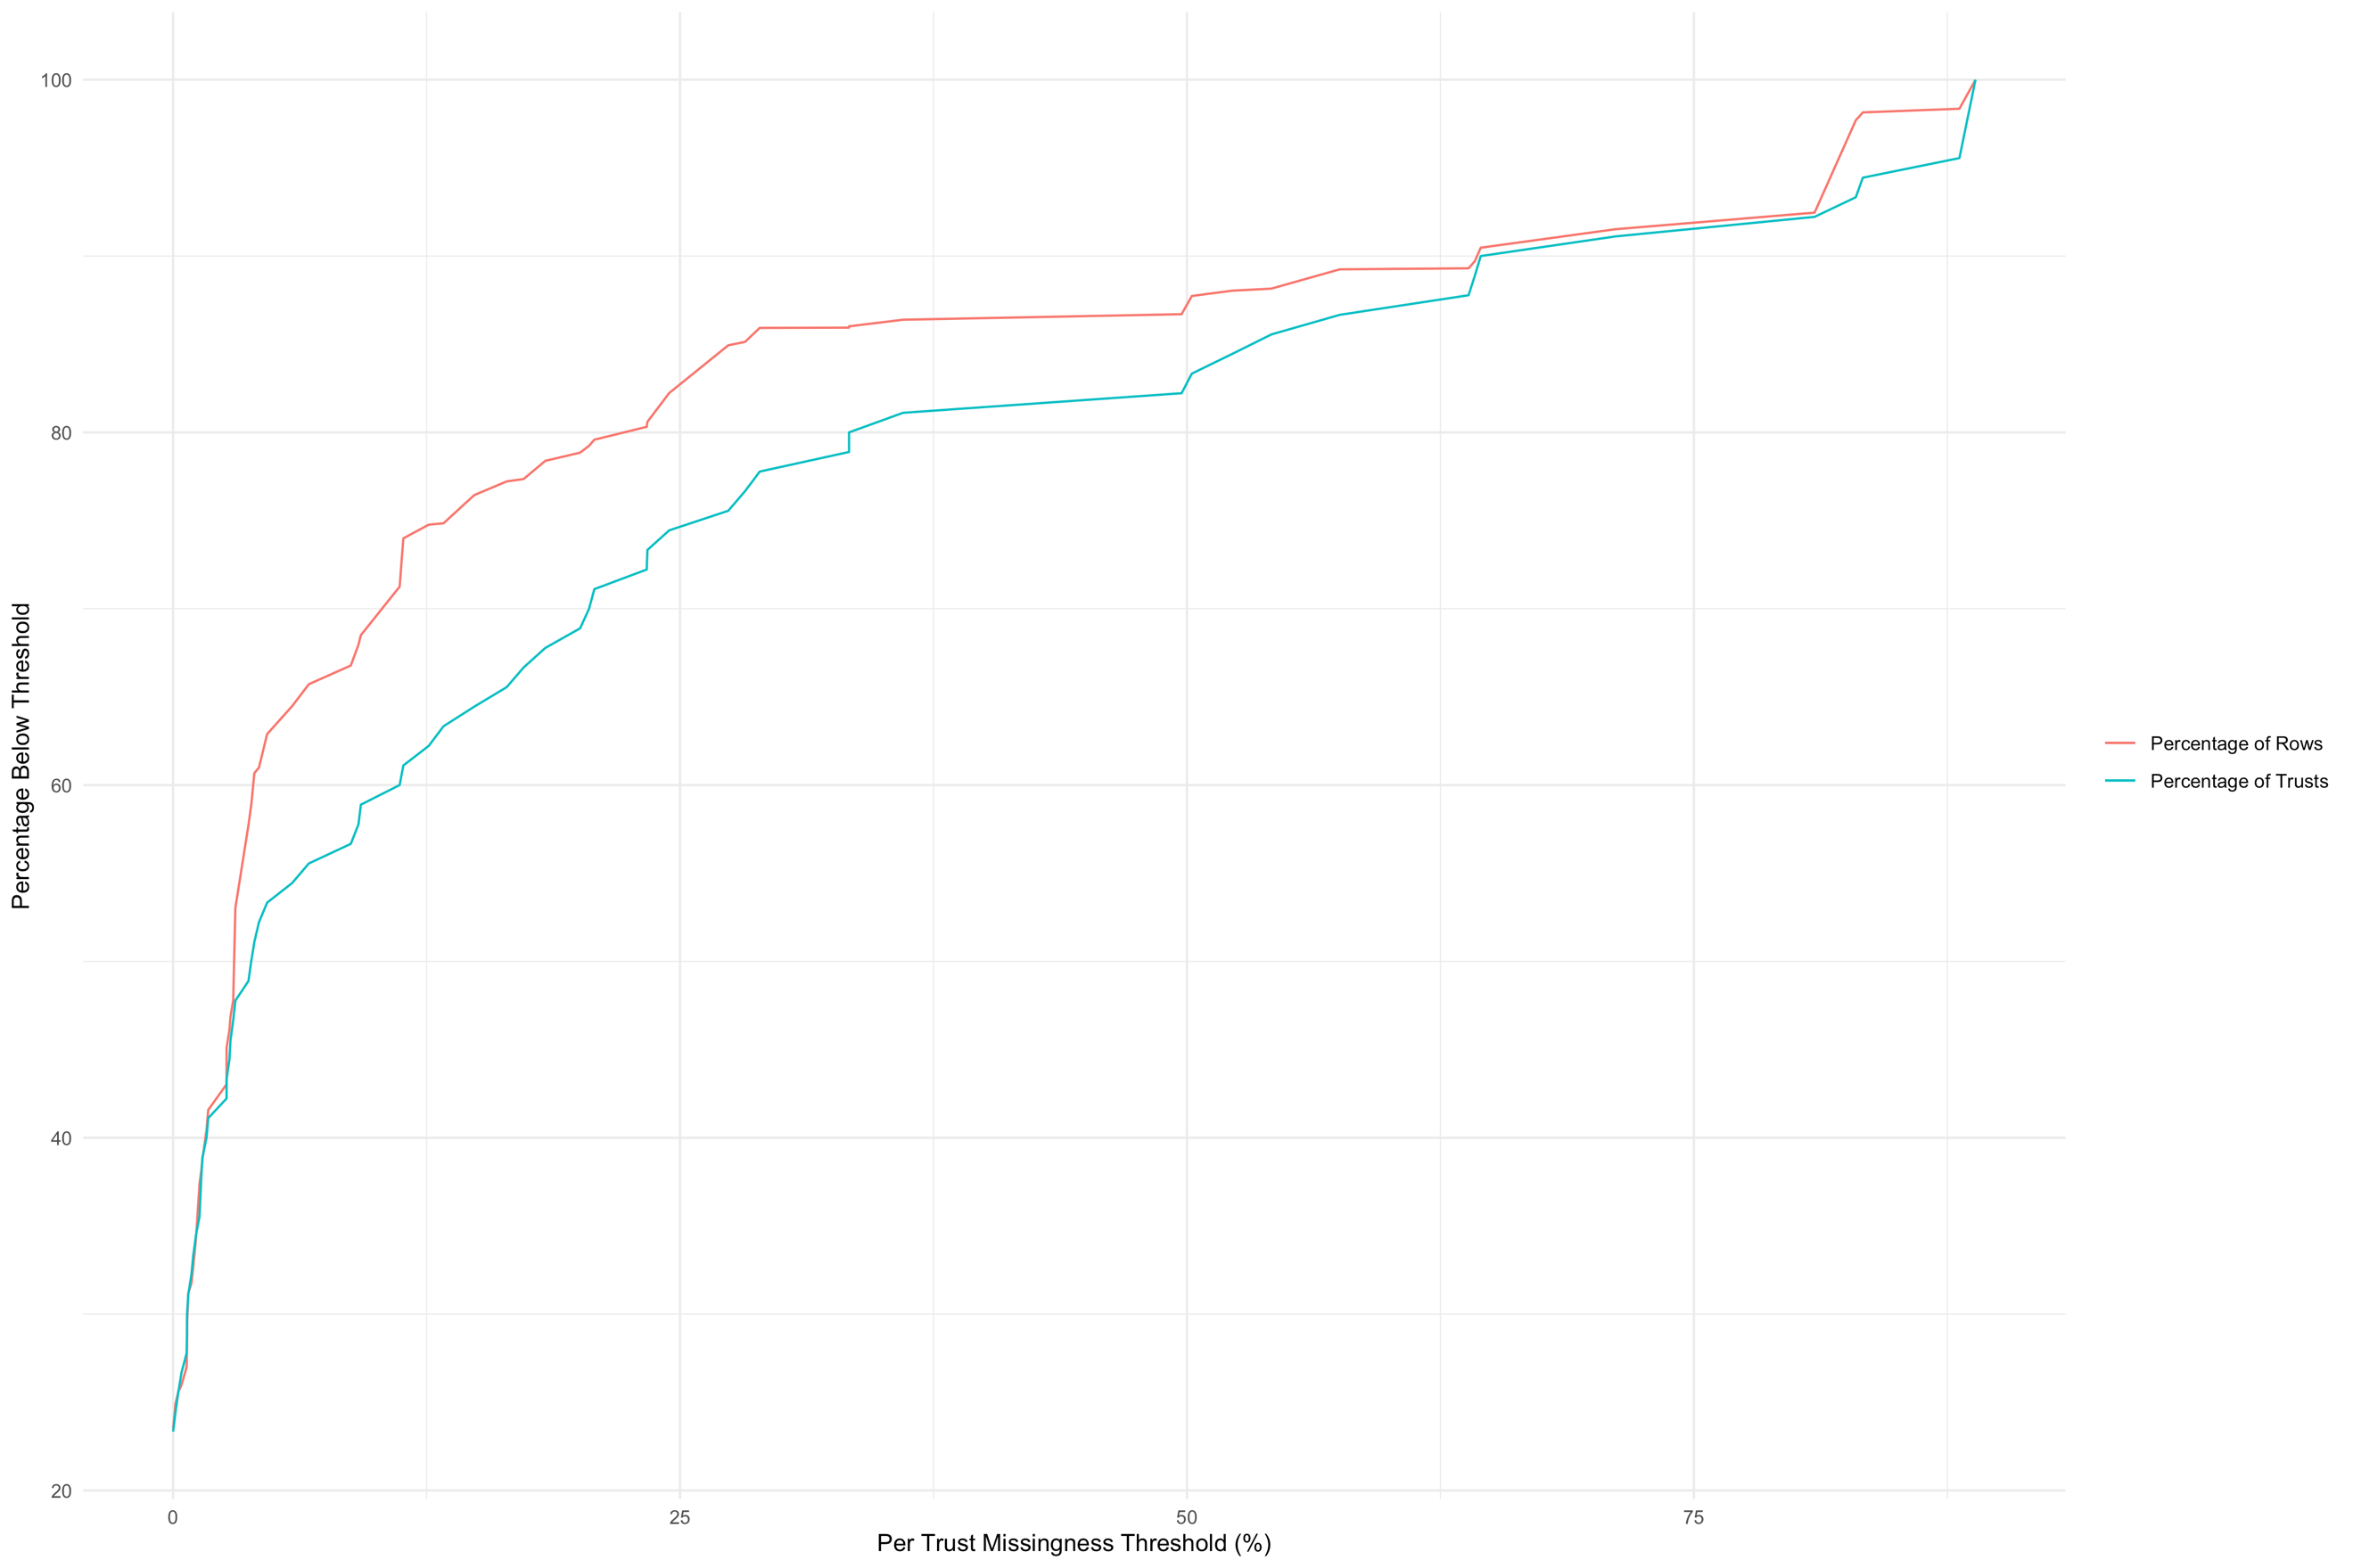 100
80
60
40
20
Percentage Below Threshold
0 25 50 75
Per Trust Missingness Threshold (%)
Percentage of Rows
Percentage of Trusts